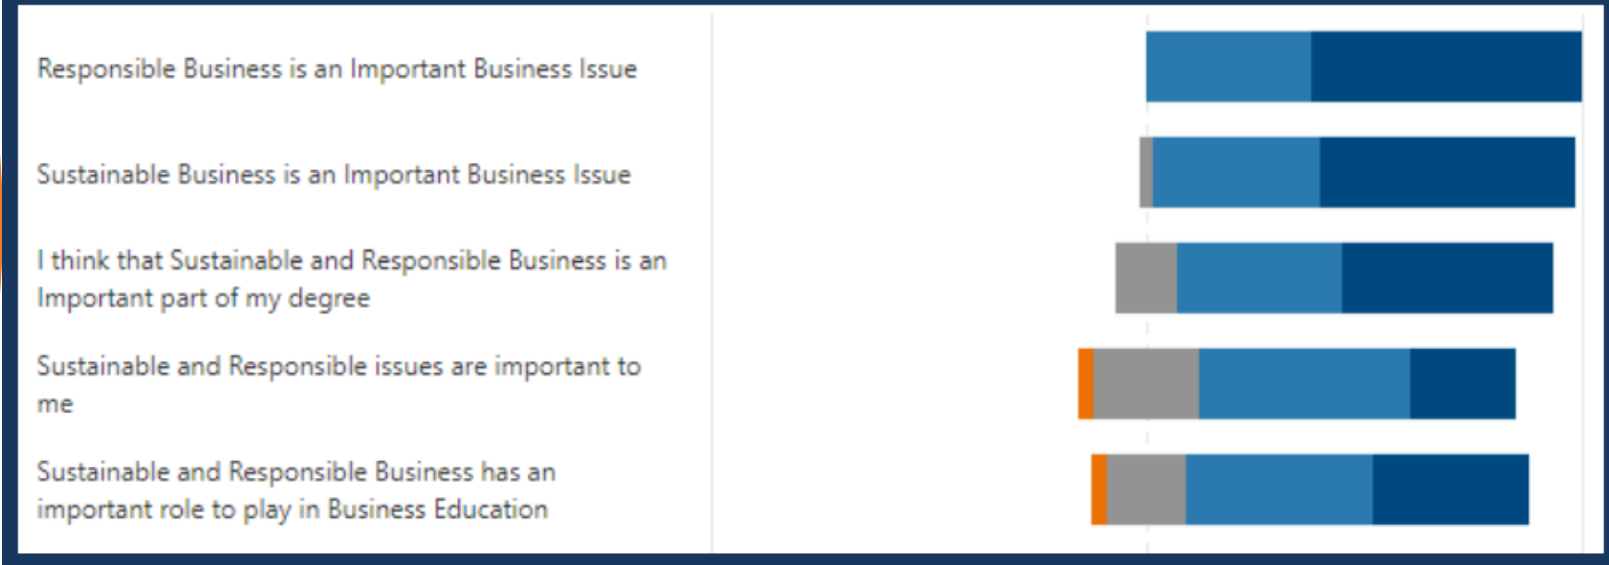 Responsible Business is an Important Business Issue
Sustainable Business is an Important Business Issue
I think that Sustainable and Responsible Business is an
Important part of my degree
Sustainable and Responsible issues are important to
me
Sustainable and Responsible Business has an
important role to play in Business Education